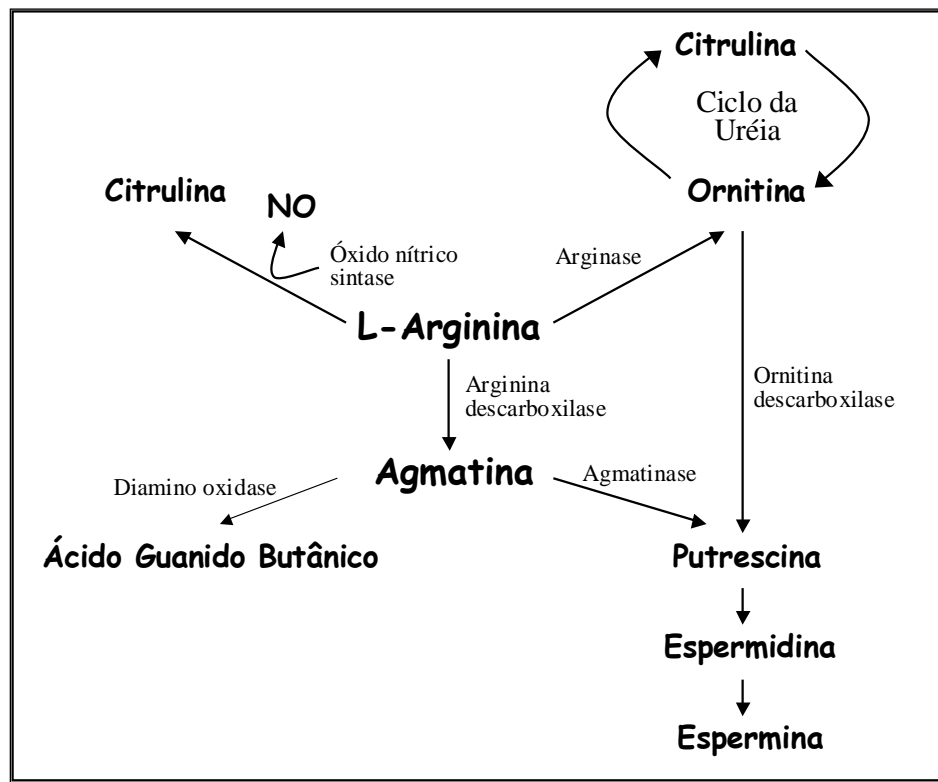 Citrulina
Ciclo da
Uréia
Citrulina
NO
Ornitina
Óxido nítrico
sintase
Arginase
L-Arginina
Arginina
descarboxilase
Ornitina
descarboxilase
Agmatina
Agmatinase
Diamino oxidase
Ácido Guanido Butânico
Putrescina
Espermidina
Espermina